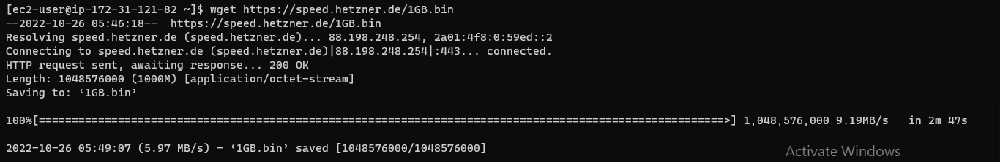 [ec2-user@ip-172-31-121-82 ~]$ wget https://speed.hetzner.de/1GB.bin
--2022-10-26 05:46:18--  https://speed.hetzner.de/1GB.bin
Resolving speed.hetzner.de (speed.hetzner.de)... 88.198.248.254, 2a01:4f8:0:59ed::2
Connecting to speed.hetzner.de (speed.hetzner.de)|88.198.248.254|:443... connected.
HTTP request sent, awaiting response... 200 OK
Length: 1048576000 (1000M) [application/octet-stream]
Saving to: ‘1GB.bin’
100%[========================================================================================================>] 1,048,576,000 9.19MB/s   in 2m 47s
2022-10-26 05:49:07 (5.97 MB/s) - ‘1GB.bin’ saved [1048576000/1048576000]
Activate Windows